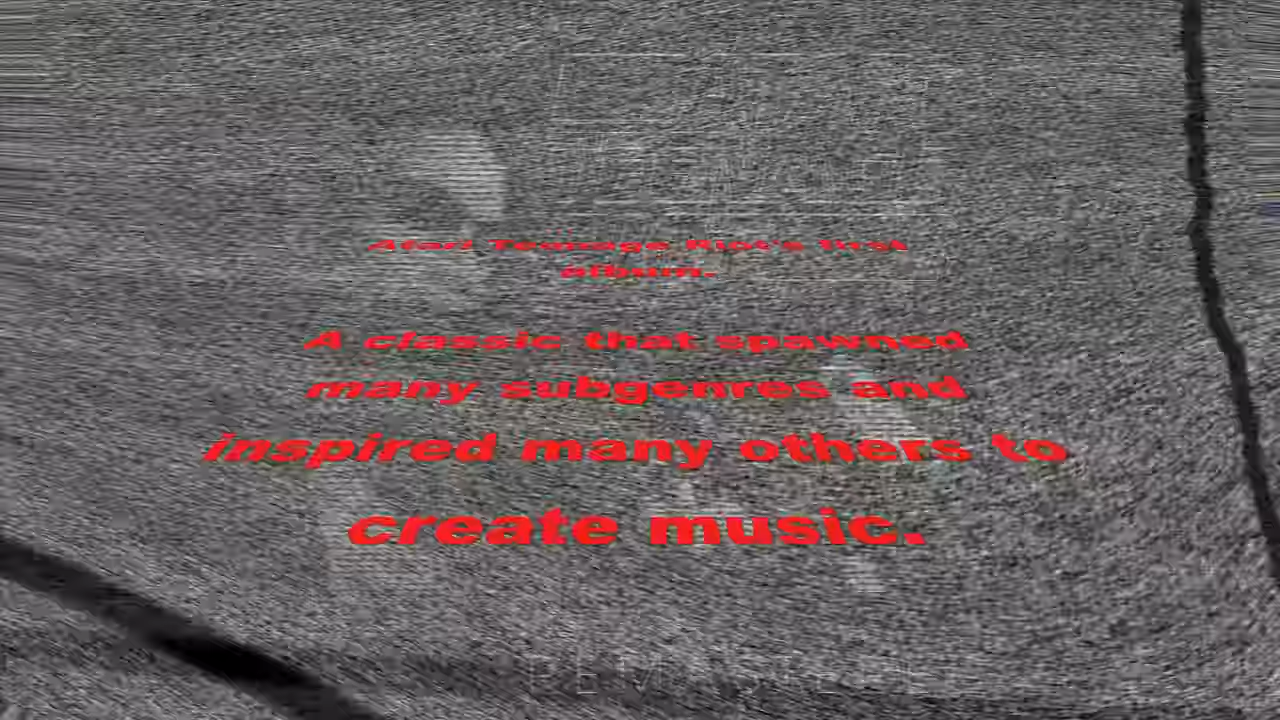 Atari Teenage Riot's first
album.
A classic that spawned
many subgenres and
inspired many others to
create music.